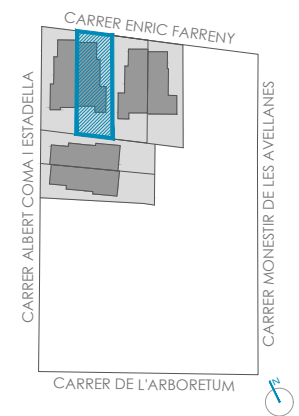 CARRER ENRIC FARRENY
CARRER ALBERT COMA I ESTADELLA
CARRER MONESTIR DE LES AVELLANES
CARRER DE L'ARBORETUM
N